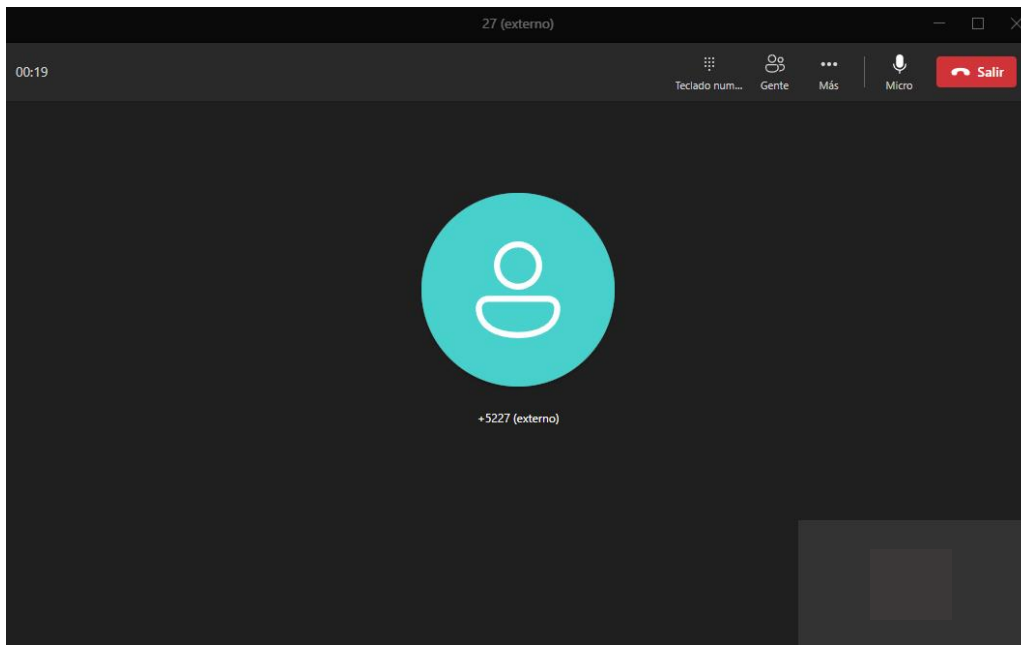 27 (externo)
00:19
Teclado num...
Gente
Más
Micro
Salir
+5227 (externo)